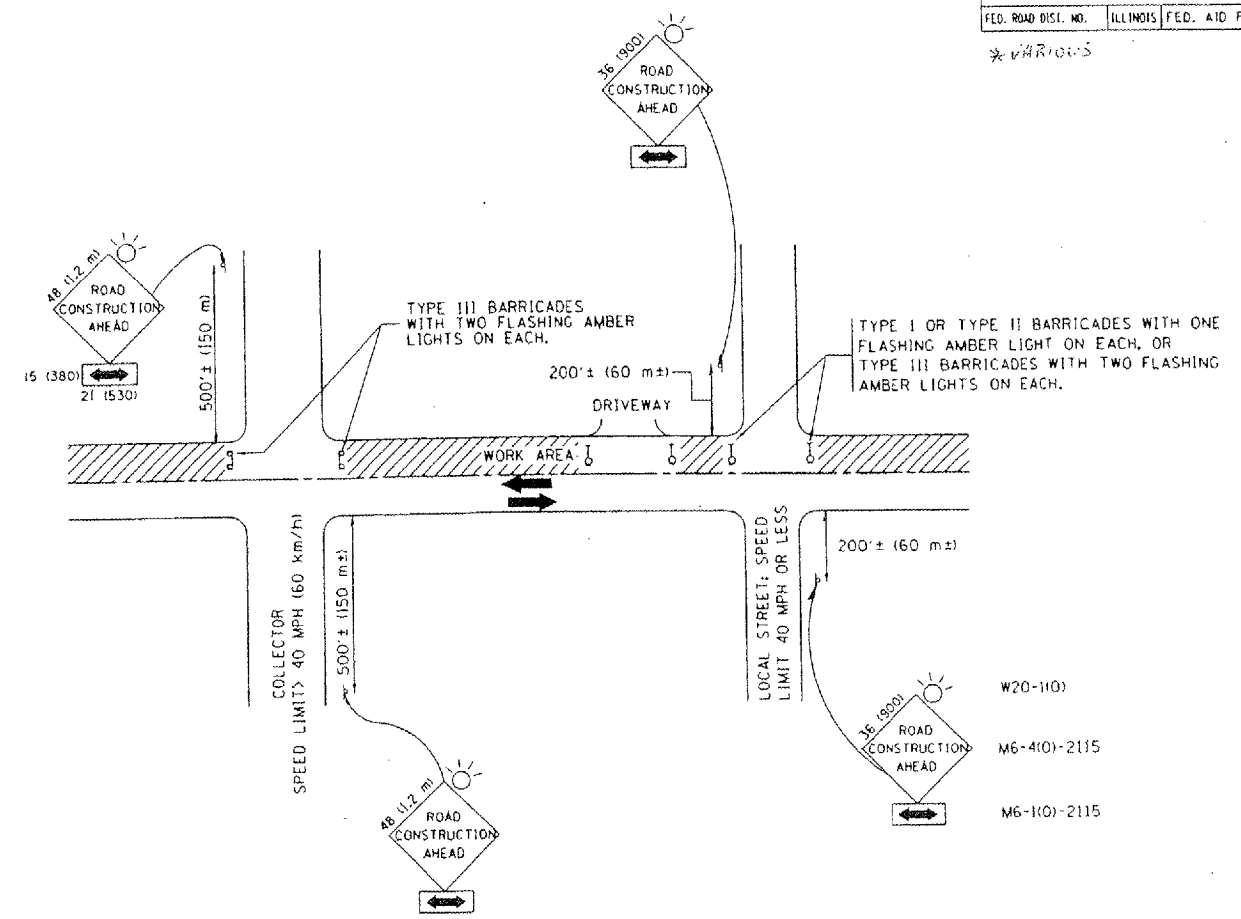 FED. ROAD DIST. NO. ILLINOIS FED. AID P
* VARIOUS
36 (900)
ROAD
CONSTRUCTION
AHEAD
48 (1.2 m)
ROAD
CONSTRUCTION
AHEAD
15 (380)
21 (530)
500'± (150 m)
TYPE III BARRICADES
WITH TWO FLASHING AMBER
LIGHTS ON EACH.
200'± (60 m±)
DRIVEWAY
TYPE I OR TYPE II BARRICADES WITH ONE
FLASHING AMBER LIGHT ON EACH, OR
TYPE III BARRICADES WITH TWO FLASHING
AMBER LIGHTS ON EACH.
WORK AREA
COLLECTOR
SPEED LIMIT> 40 MPH (60 km/h)
500'± (150 m±)
LOCAL STREET; SPEED
LIMIT 40 MPH OR LESS
200'± (60 m±)
36 (900)
ROAD
CONSTRUCTION
AHEAD
W20-1(O)
M6-4(O)-2115
M6-1(O)-2115
48 (1.2 m)
ROAD
CONSTRUCTION
AHEAD